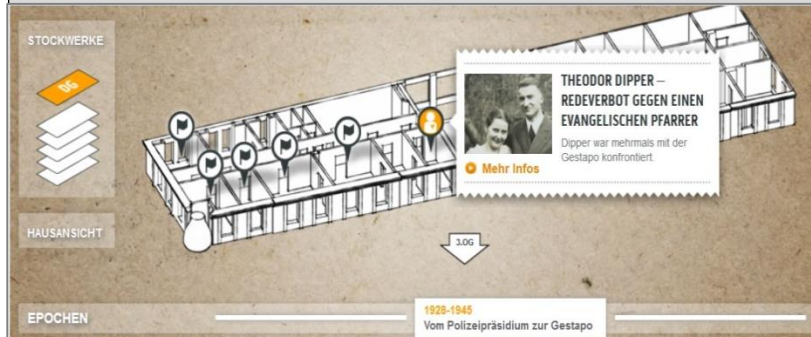 STOCKWERKE
DG
THEODOR DIPPER –
REDEVERBOT GEGEN EINEN
EVANGELISCHEN PFARRER
Dipper war mehrmals mit der
Gestapo konfrontiert.
Mehr Infos
HAUSANSICHT
3.OG
EPOCHEN
1928-1945
Vom Polizeipräsidium zur Gestapo